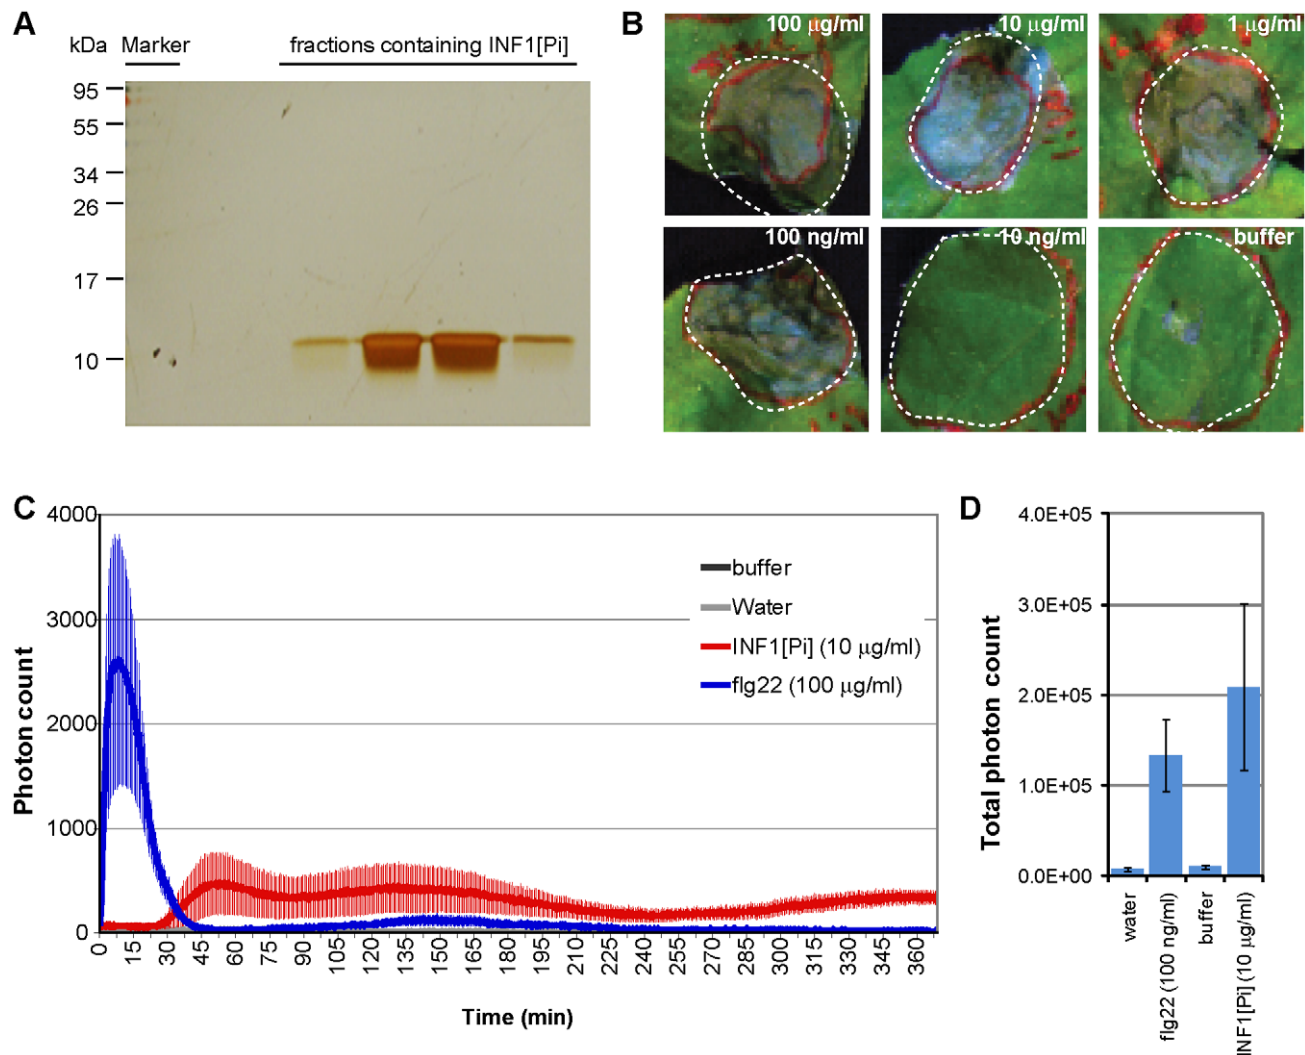 A
kDa Marker fractions containing INF1[Pi]
95
55
34
26
17
10
B
100 µg/ml
10 µg/ml
1 µg/ml
100 ng/ml
10 ng/ml
buffer
C
Photon count
4000
3000
2000
1000
0
buffer
Water
INF1[Pi] (10 µg/ml)
flg22 (100 µg/ml)
0 15 30 45 60 75 90 105 120 135 150 165 180 195 210 225 240 255 270 285 300 315 330 345 360
Time (min)
D
Total photon count
4.0E+05
3.0E+05
2.0E+05
1.0E+05
0.0E+00
water
flg22 (100 ng/ml)
buffer
INF1[Pi] (10 µg/ml)